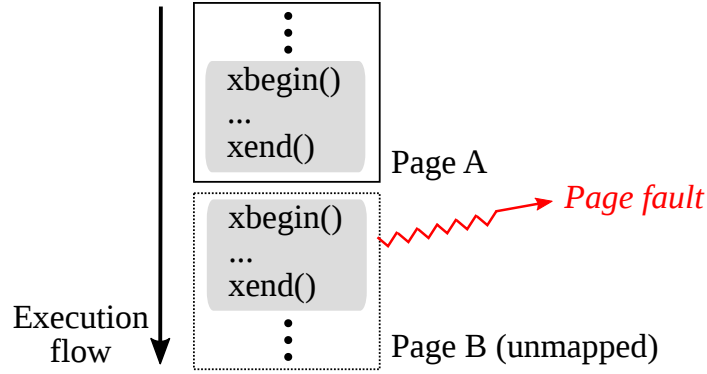 xbegin()
...
xend()
Page A
xbegin()
...
xend()
Page fault
Execution
flow
Page B (unmapped)